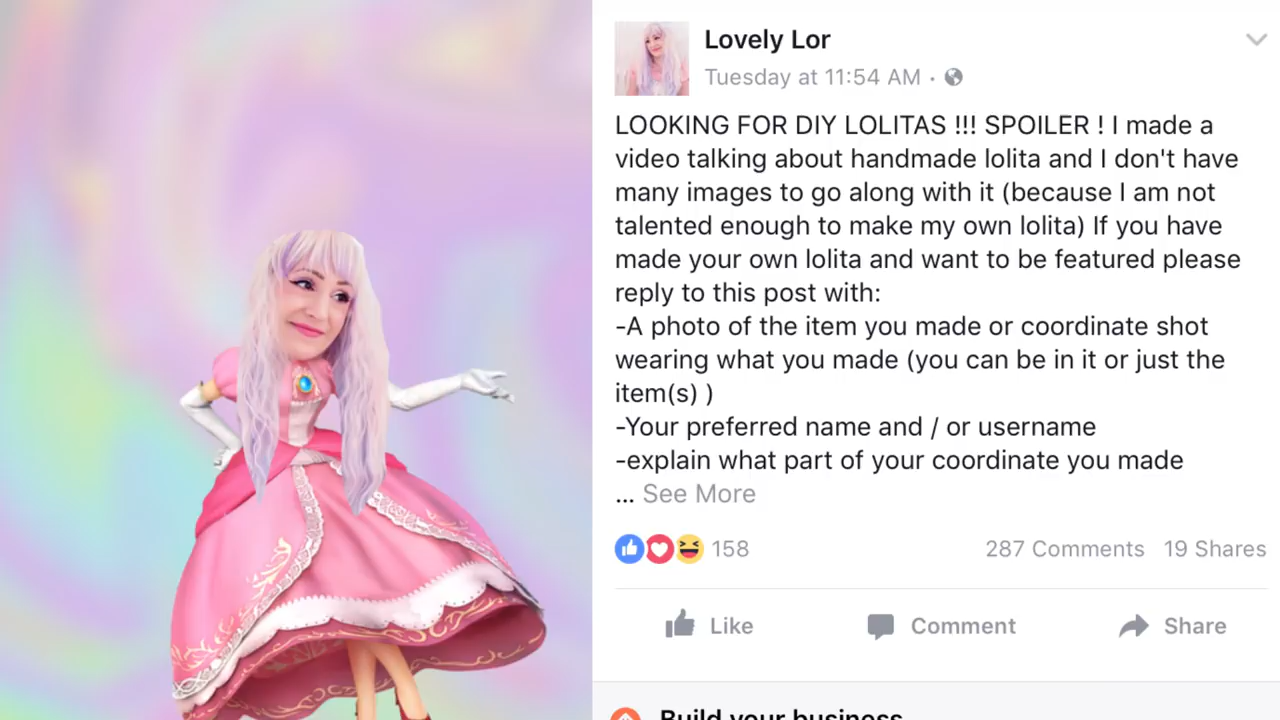 Lovely Lor
Tuesday at 11:54 AM ·
LOOKING FOR DIY LOLITAS !!! SPOILER ! I made a
video talking about handmade lolita and I don't have
many images to go along with it (because I am not
talented enough to make my own lolita) If you have
made your own lolita and want to be featured please
reply to this post with:
-A photo of the item you made or coordinate shot
wearing what you made (you can be in it or just the
item(s) )
-Your preferred name and / or username
-explain what part of your coordinate you made
... See More
158 287 Comments 19 Shares
Like Comment Share
Build your business